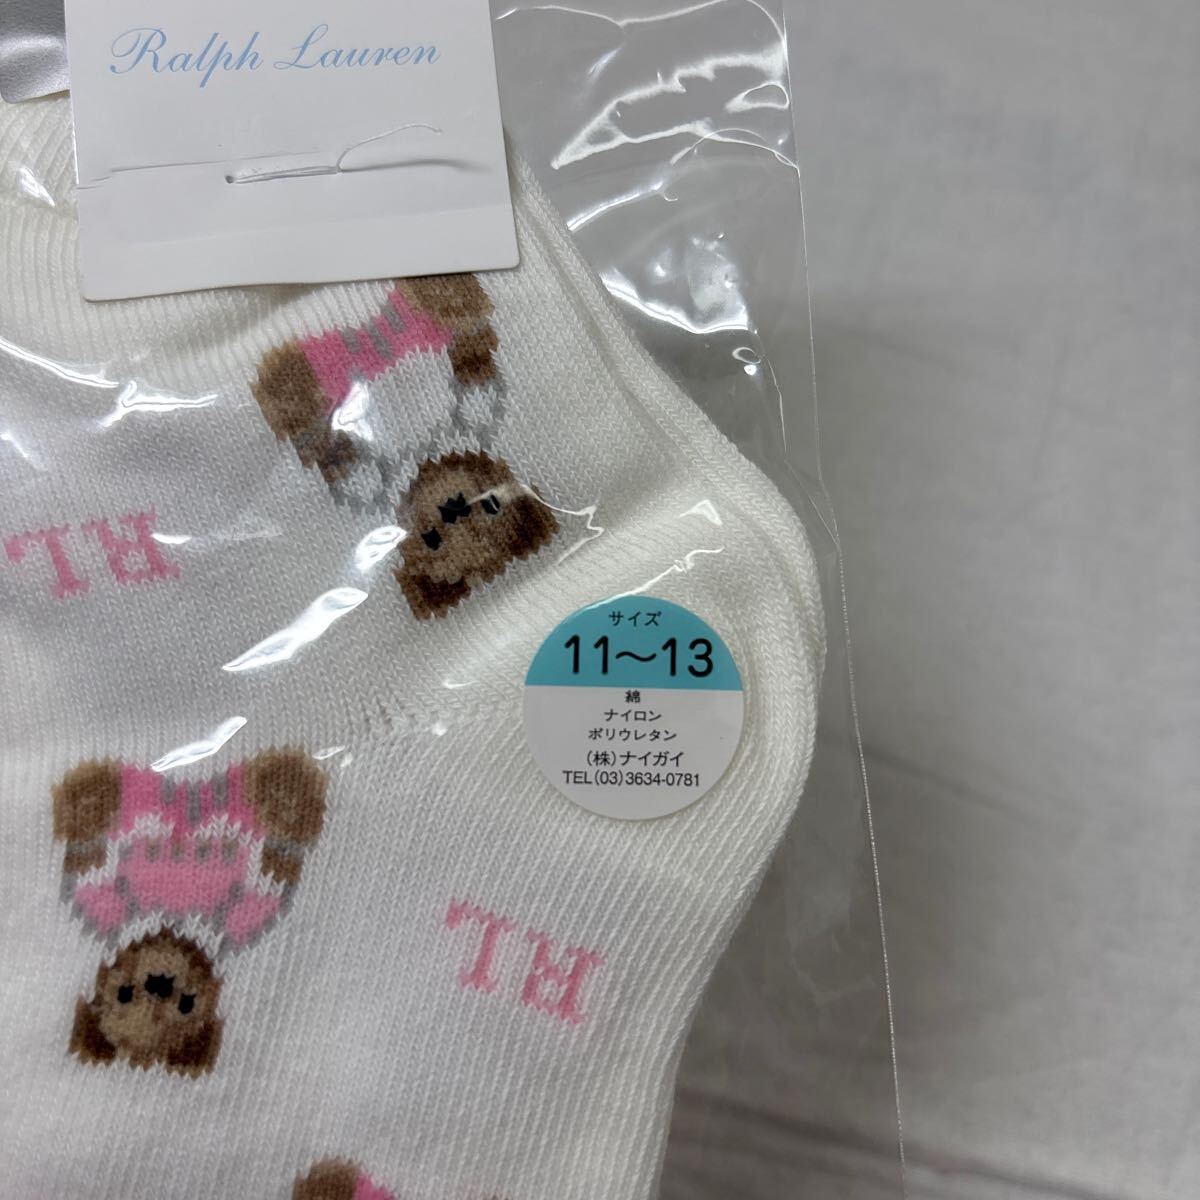 Ralph Lauren
RL
サイズ
11〜13
綿
ナイロン
ポリウレタン
(株)ナイガイ
TEL(03)3634-0781
RL